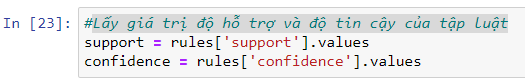 In [23]: #Lấy giá trị độ hỗ trợ và độ tin cậy của tập luật
support = rules['support'].values
confidence = rules['confidence'].values